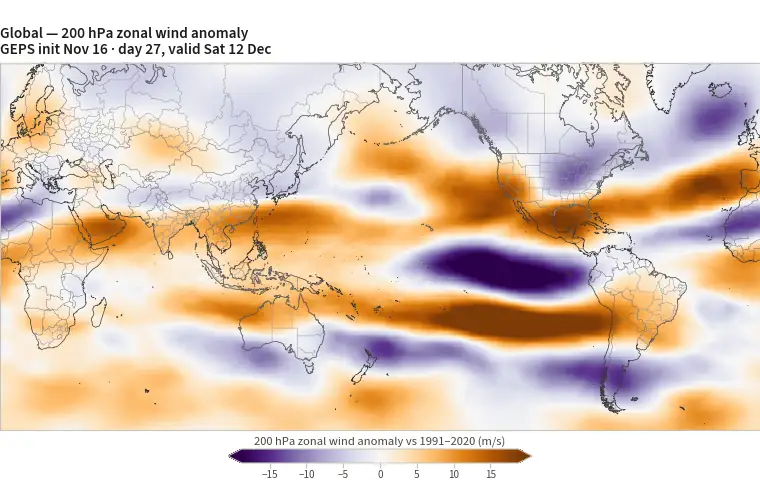 Global — 200 hPa zonal wind anomaly
GEPS init Nov 16 · day 27, valid Sat 12 Dec
200 hPa zonal wind anomaly vs 1991–2020 (m/s)
−15 −10 −5 0 5 10 15